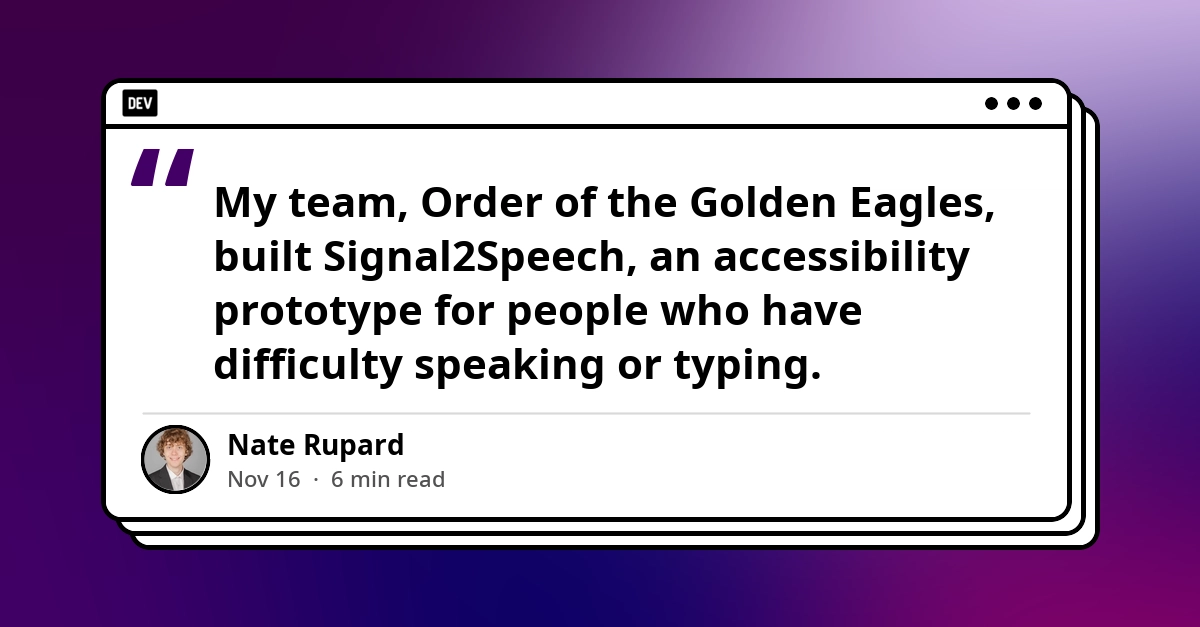 DEV
“
My team, Order of the Golden Eagles,
built Signal2Speech, an accessibility
prototype for people who have
difficulty speaking or typing.
Nate Rupard
Nov 16 · 6 min read